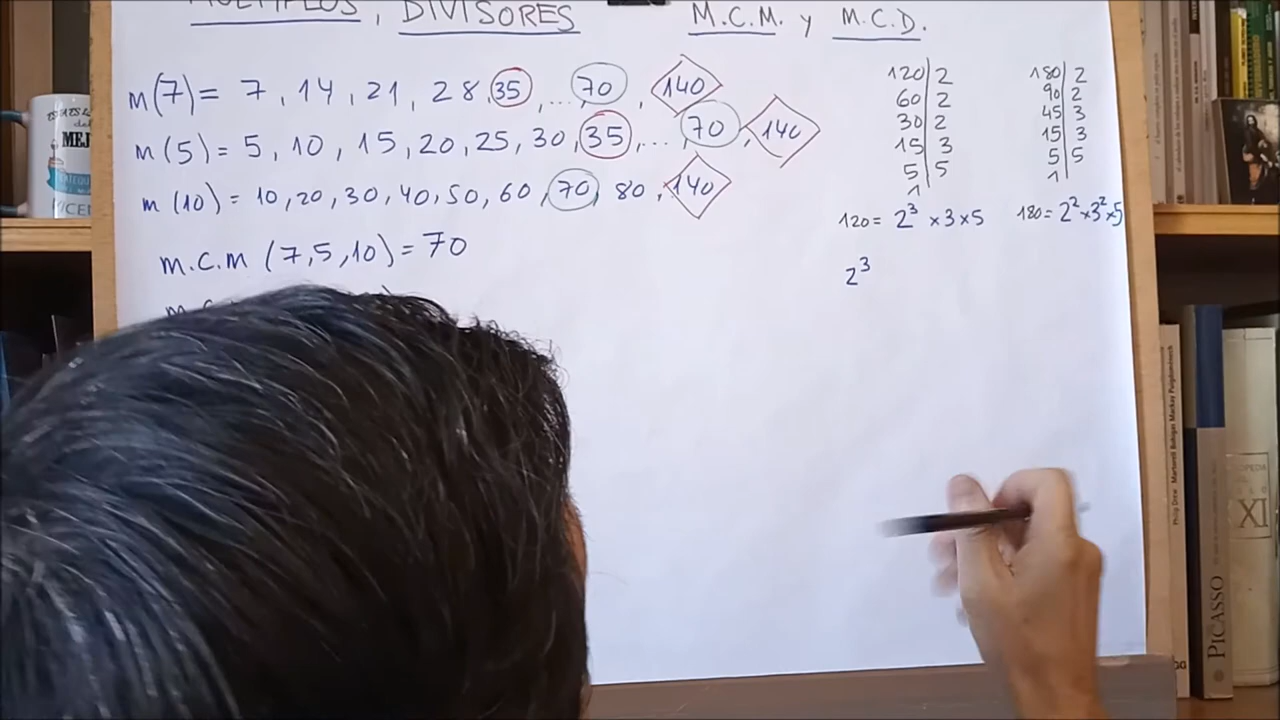 MÚLTIPLOS, DIVISORES M.C.M. y M.C.D.
m(7)= 7, 14, 21, 28, 35, ..., 70, 140
m(5)= 5, 10, 15, 20, 25, 30, 35, ..., 70, 140
m(10)= 10, 20, 30, 40, 50, 60, 70, 80, 140
m.c.m (7,5,10)= 70
120 | 2
60 | 2
30 | 2
15 | 3
5 | 5
1
120= 2³ x 3 x 5
2³
180 | 2
90 | 2
45 | 3
15 | 3
5 | 5
1
180= 2² x 3² x 5
MEJ
XI
PICASSO